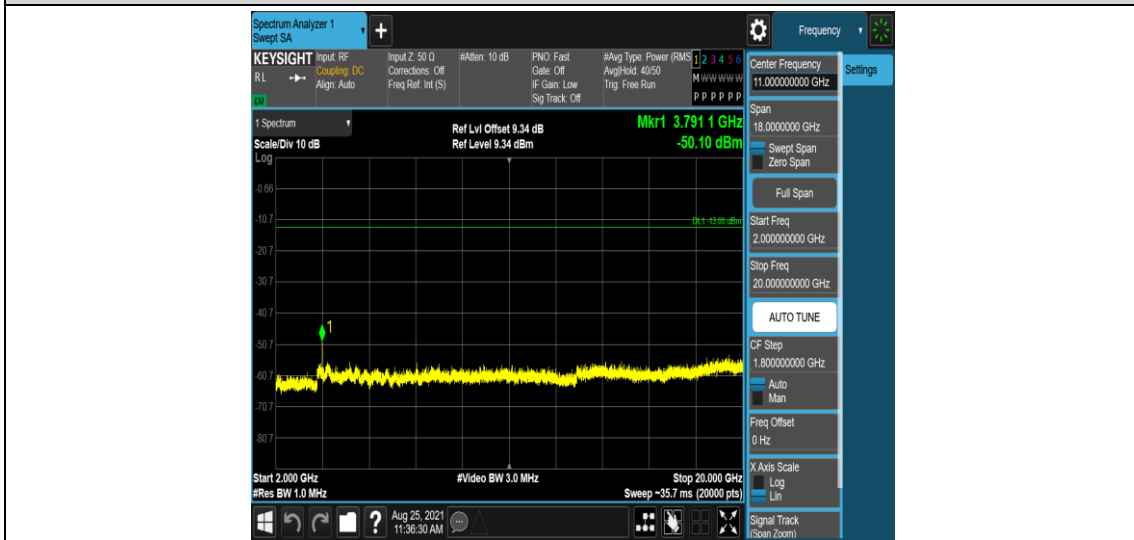 Spectrum Analyzer 1
Swept SA
+
Frequency
KEYSIGHT
RL
LXI
Input: RF
Coupling: DC
Align: Auto
Input Z: 50 Ω
Corrections: Off
Freq Ref: Int (S)
#Atten: 10 dB
PNO: Fast
Gate: Off
IF Gain: Low
Sig Track: Off
#Avg Type: Power (RMS
Avg|Hold: 40/50
Trig: Free Run
1 2 3 4 5 6
M W W W W W
P P P P P P
1 Spectrum
Scale/Div 10 dB
Log
Ref Lvl Offset 9.34 dB
Ref Level 9.34 dBm
Mkr1 3.791 1 GHz
-50.10 dBm
-0.66
-10.7
DL1 -13.00 dBm
-20.7
-30.7
-40.7
1
-50.7
-60.7
-70.7
-80.7
Start 2.000 GHz
#Res BW 1.0 MHz
#Video BW 3.0 MHz
Stop 20.000 GHz
Sweep ~35.7 ms (20000 pts)
Aug 25, 2021
11:36:30 AM
?
Center Frequency
11.000000000 GHz
Settings
Span
18.0000000 GHz
Swept Span
Zero Span
Full Span
Start Freq
2.000000000 GHz
Stop Freq
20.000000000 GHz
AUTO TUNE
CF Step
1.800000000 GHz
Auto
Man
Freq Offset
0 Hz
X Axis Scale
Log
Lin
Signal Track
(Span Zoom)